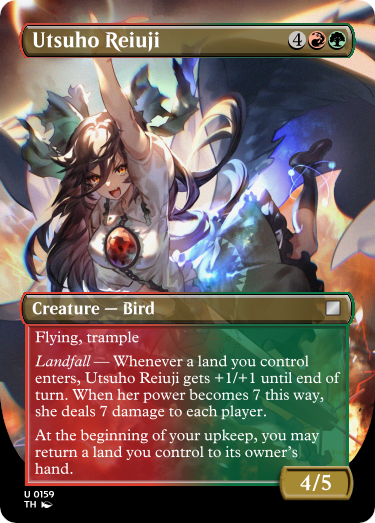 Utsuho Reiuji 4
Creature — Bird
Flying, trample
Landfall — Whenever a land you control
enters, Utsuho Reiuji gets +1/+1 until end of
turn. When her power becomes 7 this way,
she deals 7 damage to each player.
At the beginning of your upkeep, you may
return a land you control to its owner's
hand.
4/5
U 0159
TH